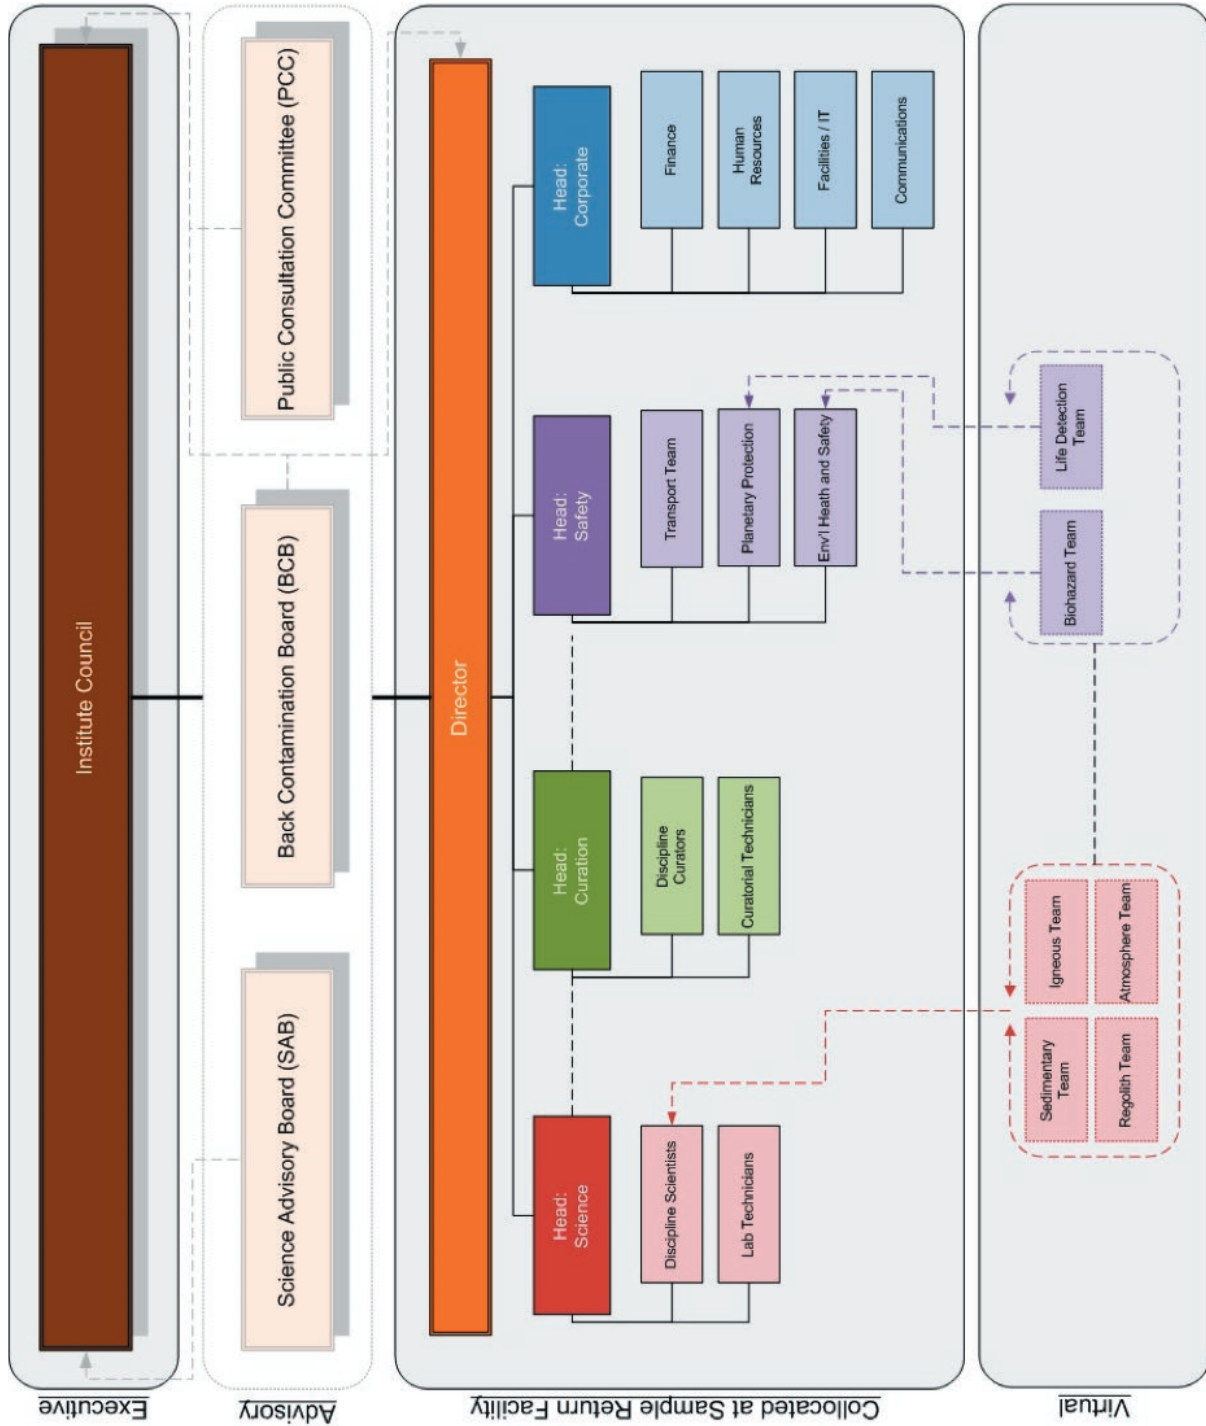 Executive
Institute Council
Advisory
Science Advisory Board (SAB)
Back Contamination Board (BCB)
Public Consultation Committee (PCC)
Collocated at Sample Return Facility
Director
Head:
Science
Discipline Scientists
Lab Technicians
Head:
Curation
Discipline
Curators
Curatorial Technicians
Head:
Safety
Transport Team
Planetary Protection
Env'l Heath and Safety
Head:
Corporate
Finance
Human
Resources
Facilities / IT
Communications
Virtual
Sedimentary
Team
Igneous Team
Regolith Team
Atmosphere Team
Biohazard Team
Life Detection
Team